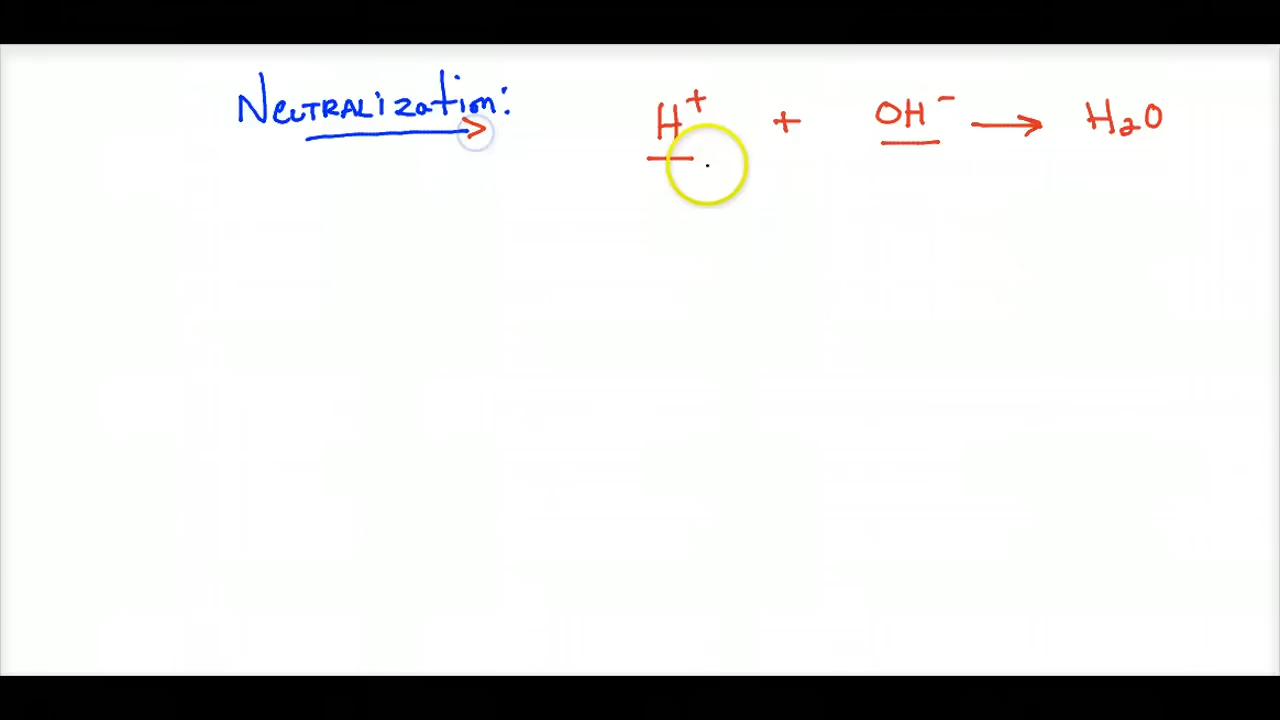 Neutralization: H⁺ + OH⁻ → H₂O